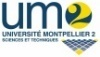 um2
UNIVERSITÉ MONTPELLIER 2
SCIENCES ET TECHNIQUES